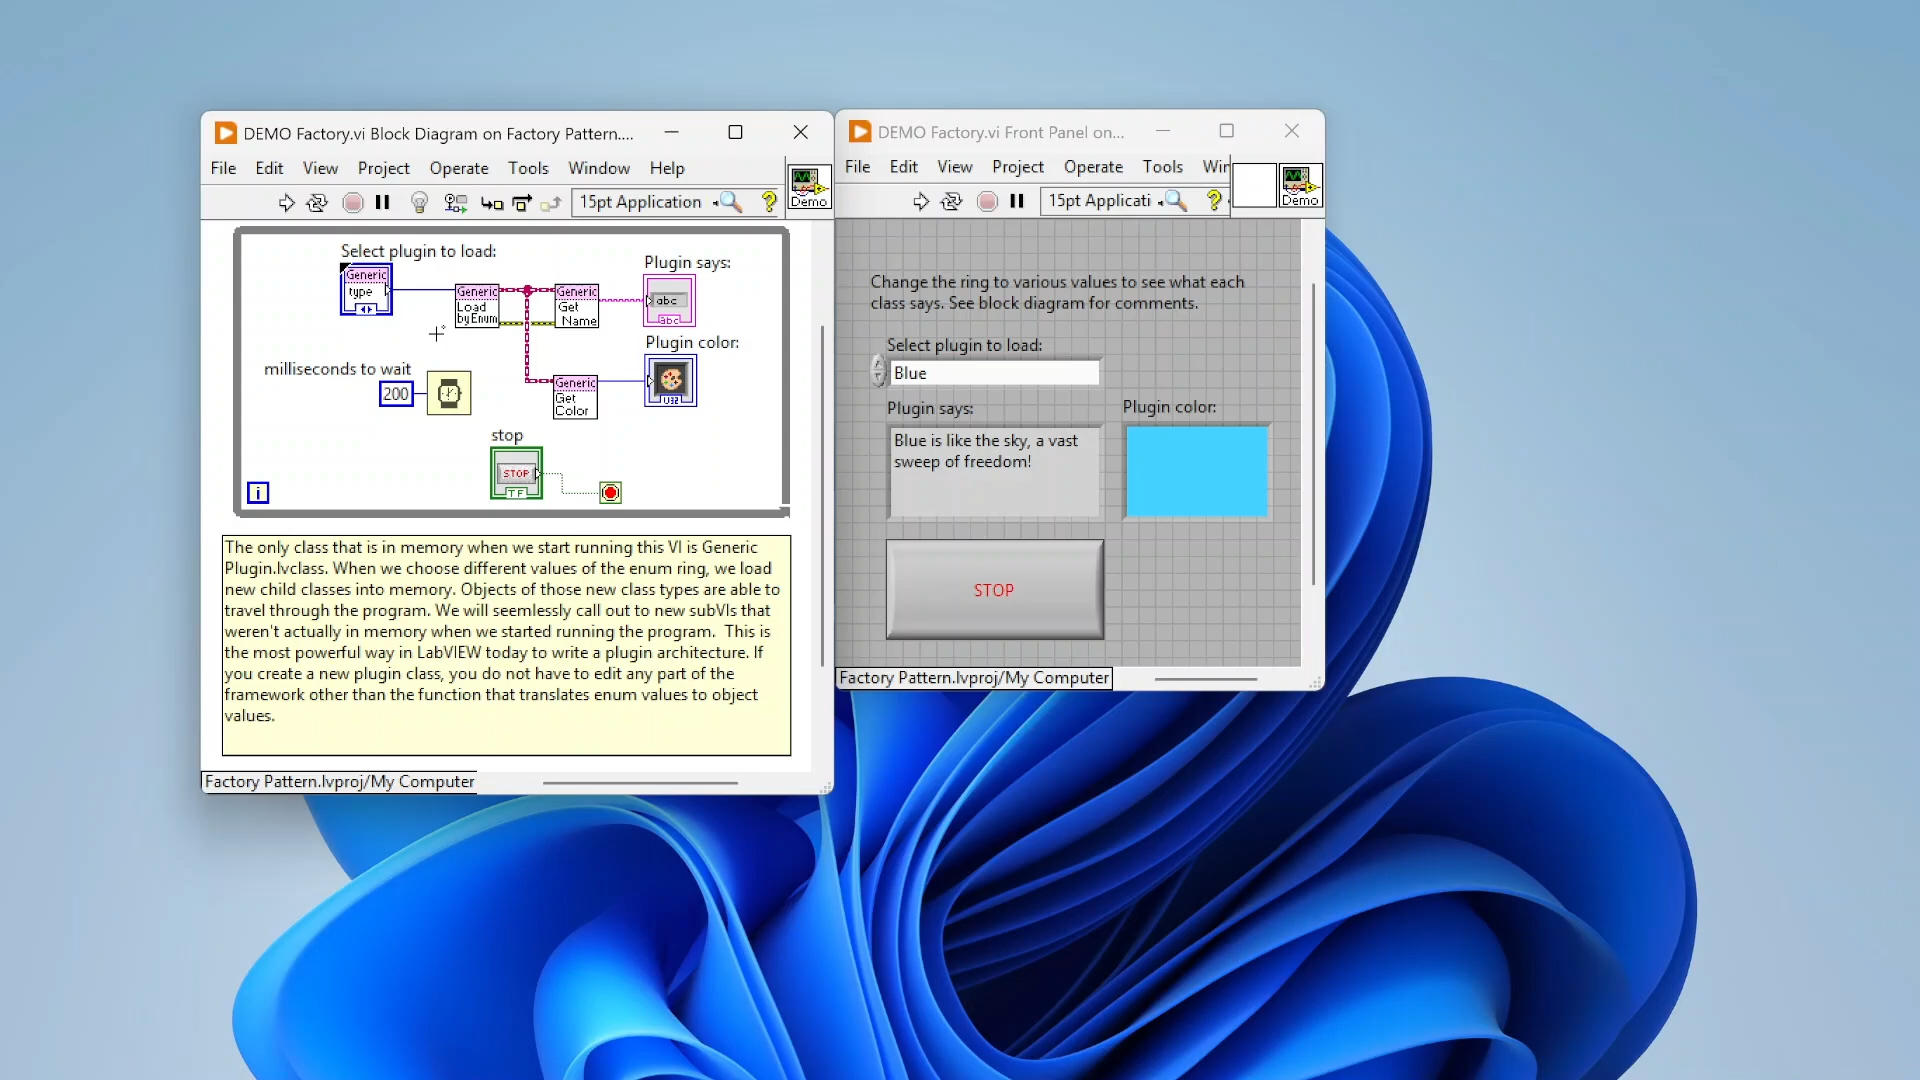 DEMO Factory.vi Block Diagram on Factory Pattern....
File Edit View Project Operate Tools Window Help
15pt Application
Demo
Select plugin to load:
Generic
type
Generic
Load
byEnum
Generic
Get
Name
Plugin says:
abc
abc
Plugin color:
U32
milliseconds to wait
200
Generic
Get
Color
stop
STOP
TF
i
The only class that is in memory when we start running this VI is Generic
Plugin.lvclass. When we choose different values of the enum ring, we load
new child classes into memory. Objects of those new class types are able to
travel through the program. We will seemlessly call out to new subVIs that
weren't actually in memory when we started running the program.  This is
the most powerful way in LabVIEW today to write a plugin architecture. If
you create a new plugin class, you do not have to edit any part of the
framework other than the function that translates enum values to object
values.
Factory Pattern.lvproj/My Computer
DEMO Factory.vi Front Panel on...
File Edit View Project Operate Tools Win
15pt Applicati
Demo
Change the ring to various values to see what each
class says. See block diagram for comments.
Select plugin to load:
Blue
Plugin says:
Blue is like the sky, a vast
sweep of freedom!
Plugin color:
STOP
Factory Pattern.lvproj/My Computer